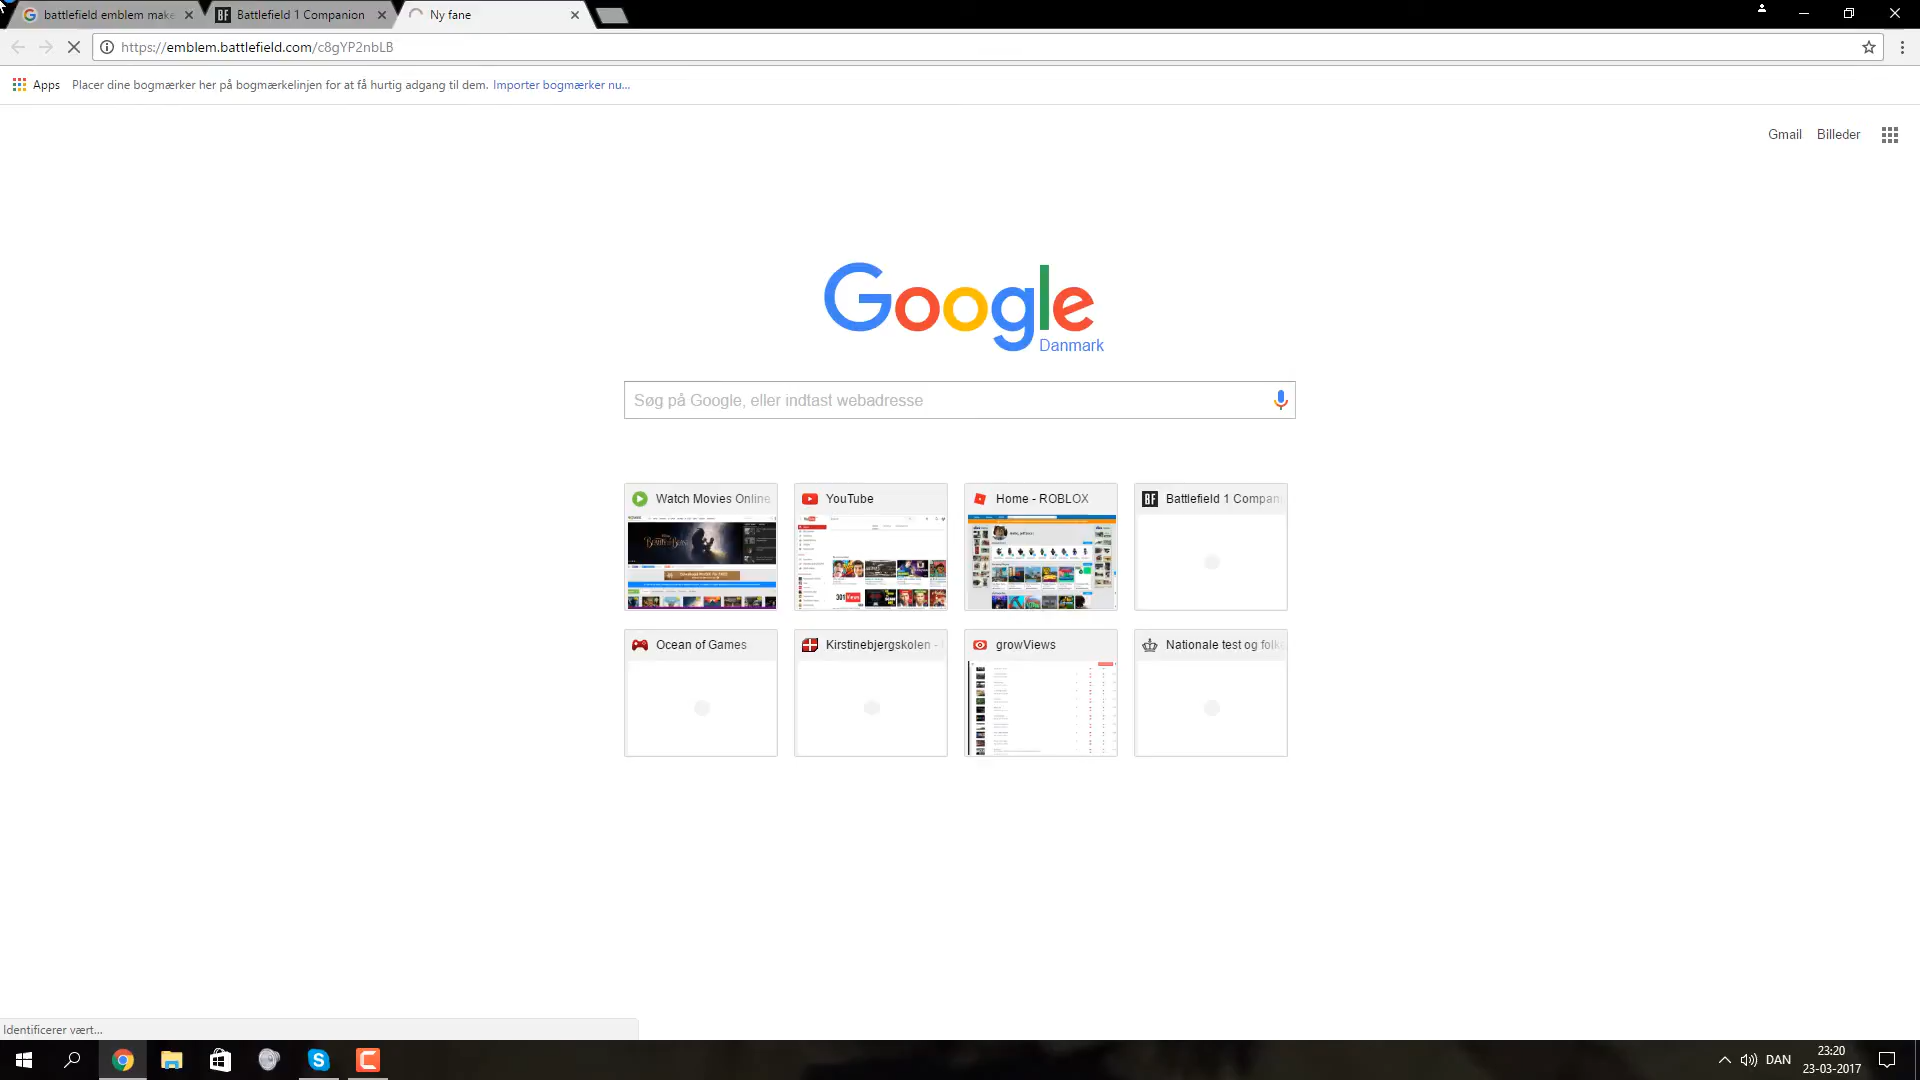 battlefield emblem make
Battlefield 1 Companion
Ny fane
https://emblem.battlefield.com/c8gYP2nbLB
Apps
Placer dine bogmærker her på bogmærkelinjen for at få hurtig adgang til dem. Importer bogmærker nu...
Gmail
Billeder
Google
Danmark
Søg på Google, eller indtast webadresse
Watch Movies Online
YouTube
Home - ROBLOX
BF Battlefield 1 Compan
Ocean of Games
Kirstinebjergskolen -
growViews
Nationale test og folk
Identificerer vært...
DAN
23:20
23-03-2017